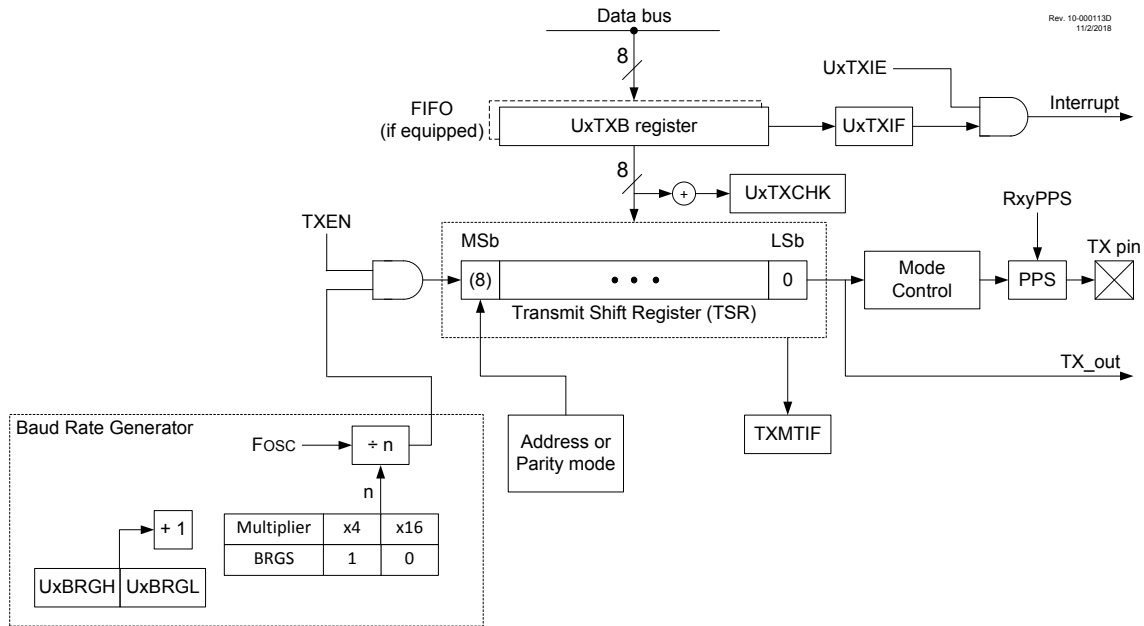 Data bus
Rev. 10-000113D
11/2/2018
8
UxTXIE
FIFO
(if equipped)
UxTXB register
UxTXIF
Interrupt
8
+
UxTXCHK
RxyPPS
TXEN
MSb
LSb
TX pin
(8)
• • •
0
Mode
Control
PPS
Transmit Shift Register (TSR)
TX_out
Baud Rate Generator
FOSC
÷ n
Address or
Parity mode
TXMTIF
n
+ 1
Multiplier x4 x16
BRGS 1 0
UxBRGH UxBRGL